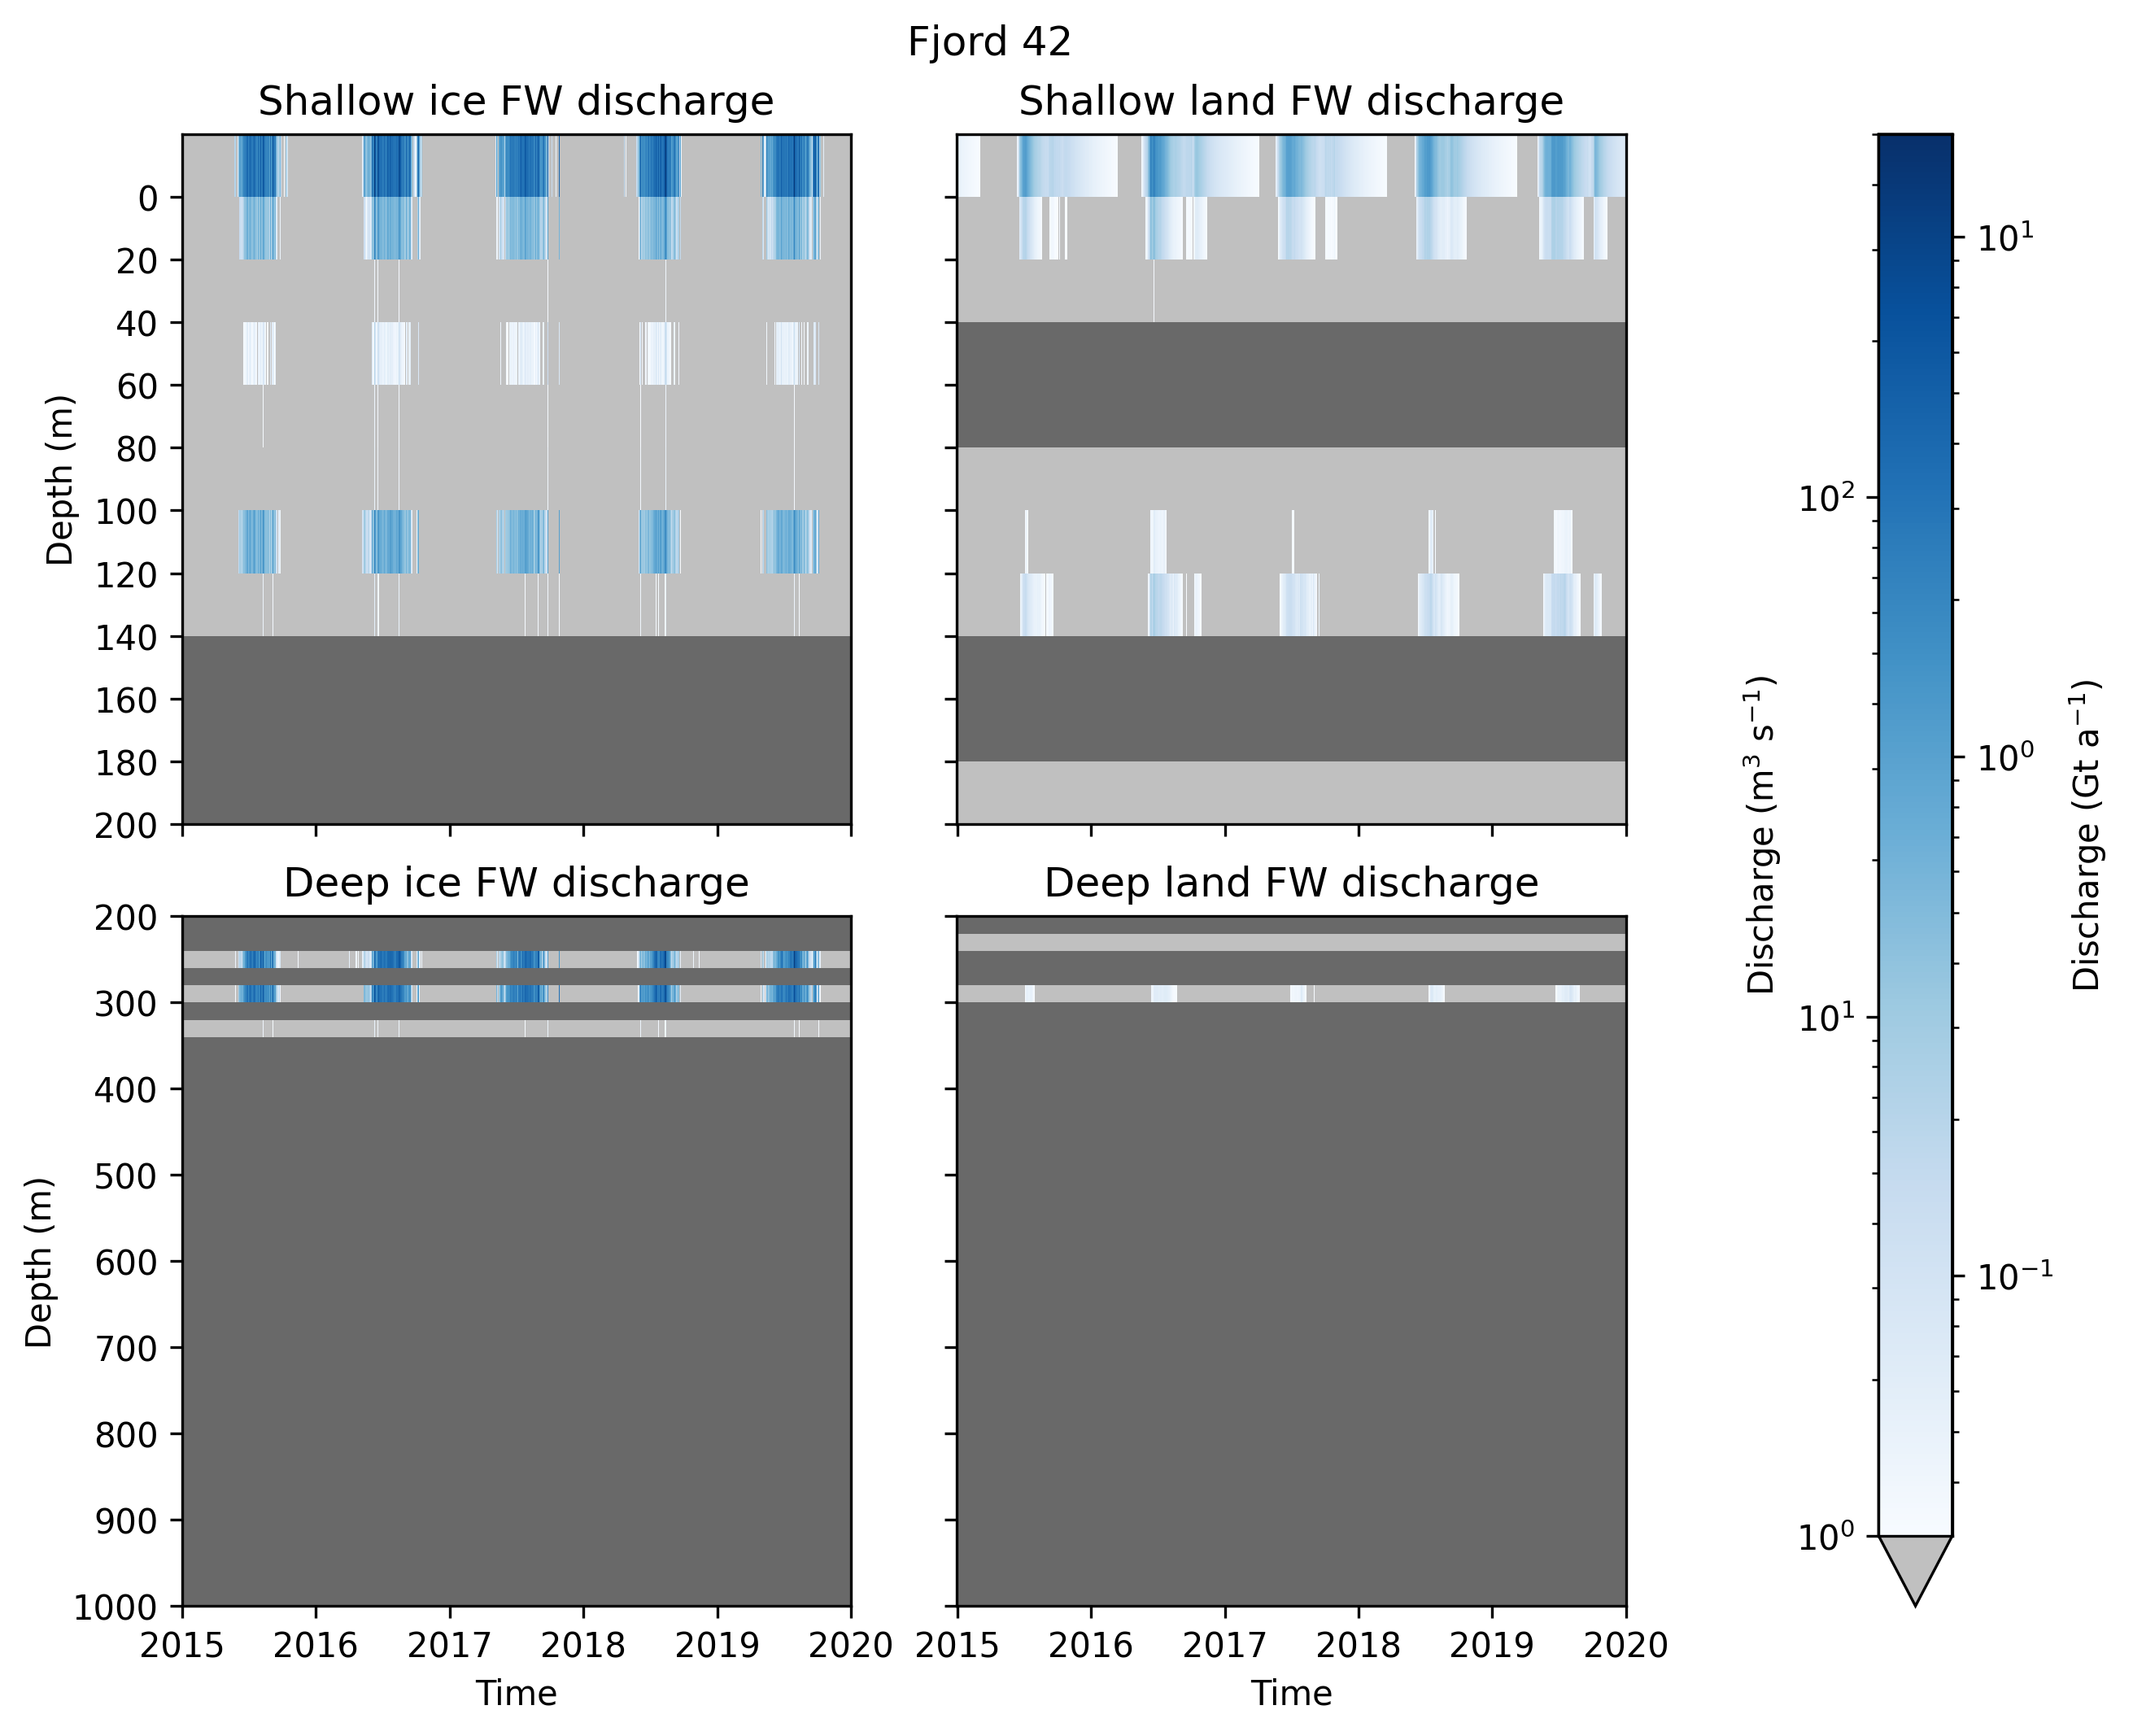 Fjord 42
Shallow ice FW discharge
Shallow land FW discharge
0
20
40
60
80
100
120
140
160
180
200
Depth (m)
Deep ice FW discharge
Deep land FW discharge
200
300
400
500
600
700
800
900
1000
Depth (m)
2015 2016 2017 2018 2019 2020
2015 2016 2017 2018 2019 2020
Time
Time
10²
10¹
10⁰
Discharge (m³ s⁻¹)
10¹
10⁰
10⁻¹
Discharge (Gt a⁻¹)